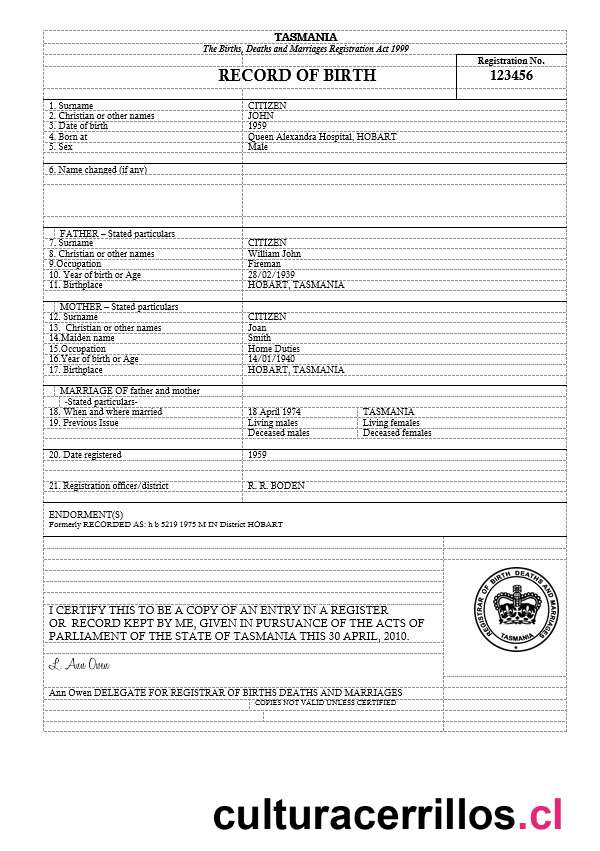 TASMANIA
The Births, Deaths and Marriages Registration Act 1999
Registration No.
RECORD OF BIRTH 123456
1. Surname CITIZEN
2. Christian or other names JOHN
3. Date of birth 1959
4. Born at Queen Alexandra Hospital, HOBART
5. Sex Male
6. Name changed (if any)
FATHER – Stated particulars
7. Surname CITIZEN
8. Christian or other names William John
9.Occupation Fireman
10. Year of birth or Age 28/02/1939
11. Birthplace HOBART, TASMANIA
MOTHER – Stated particulars
12. Surname CITIZEN
13. Christian or other names Joan
14.Maiden name Smith
15.Occupation Home Duties
16.Year of birth or Age 14/01/1940
17. Birthplace HOBART, TASMANIA
MARRIAGE OF father and mother
-Stated particulars-
18. When and where married 18 April 1974 TASMANIA
19. Previous Issue Living males Living females
Deceased males Deceased females
20. Date registered 1959
21. Registration officer/district R. R. BODEN
ENDORMENT(S)
Formerly RECORDED AS: h b 5219 1975 M IN District HOBART
REGISTRAR OF BIRTH DEATHS AND MARRIAGES
TASMANIA
I CERTIFY THIS TO BE A COPY OF AN ENTRY IN A REGISTER
OR RECORD KEPT BY ME, GIVEN IN PURSUANCE OF THE ACTS OF
PARLIAMENT OF THE STATE OF TASMANIA THIS 30 APRIL, 2010.
L. Ann Owen
Ann Owen DELEGATE FOR REGISTRAR OF BIRTHS DEATHS AND MARRIAGES
COPIES NOT VALID UNLESS CERTIFIED
culturacerrillos.cl